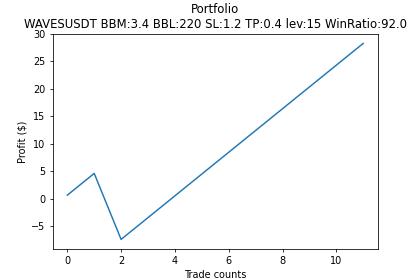 Portfolio
WAVESUSDT BBM:3.4 BBL:220 SL:1.2 TP:0.4 lev:15 WinRatio:92.0
30
25
20
15
10
5
0
−5
Profit ($)
0 2 4 6 8 10
Trade counts